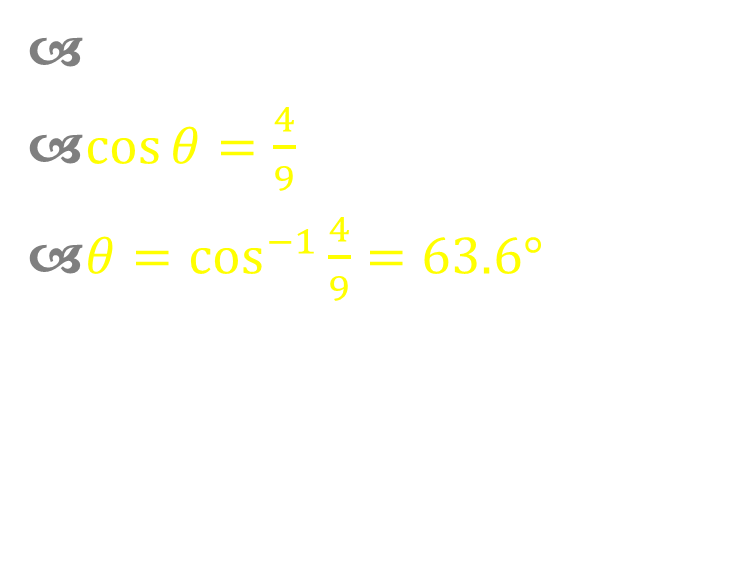 cos θ = 4/9
θ = cos⁻¹ 4/9 = 63.6°